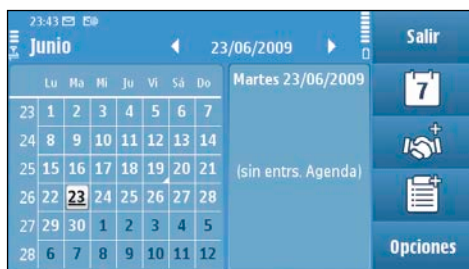 23:43
Junio
23/06/2009
Salir
Lu Ma Mi Ju Vi Sá Do
23 1 2 3 4 5 6 7
24 8 9 10 11 12 13 14
25 15 16 17 18 19 20 21
26 22 23 24 25 26 27 28
27 29 30 1 2 3 4 5
28 6 7 8 9 10 11 12
Martes 23/06/2009
(sin entrs. Agenda)
7
Opciones